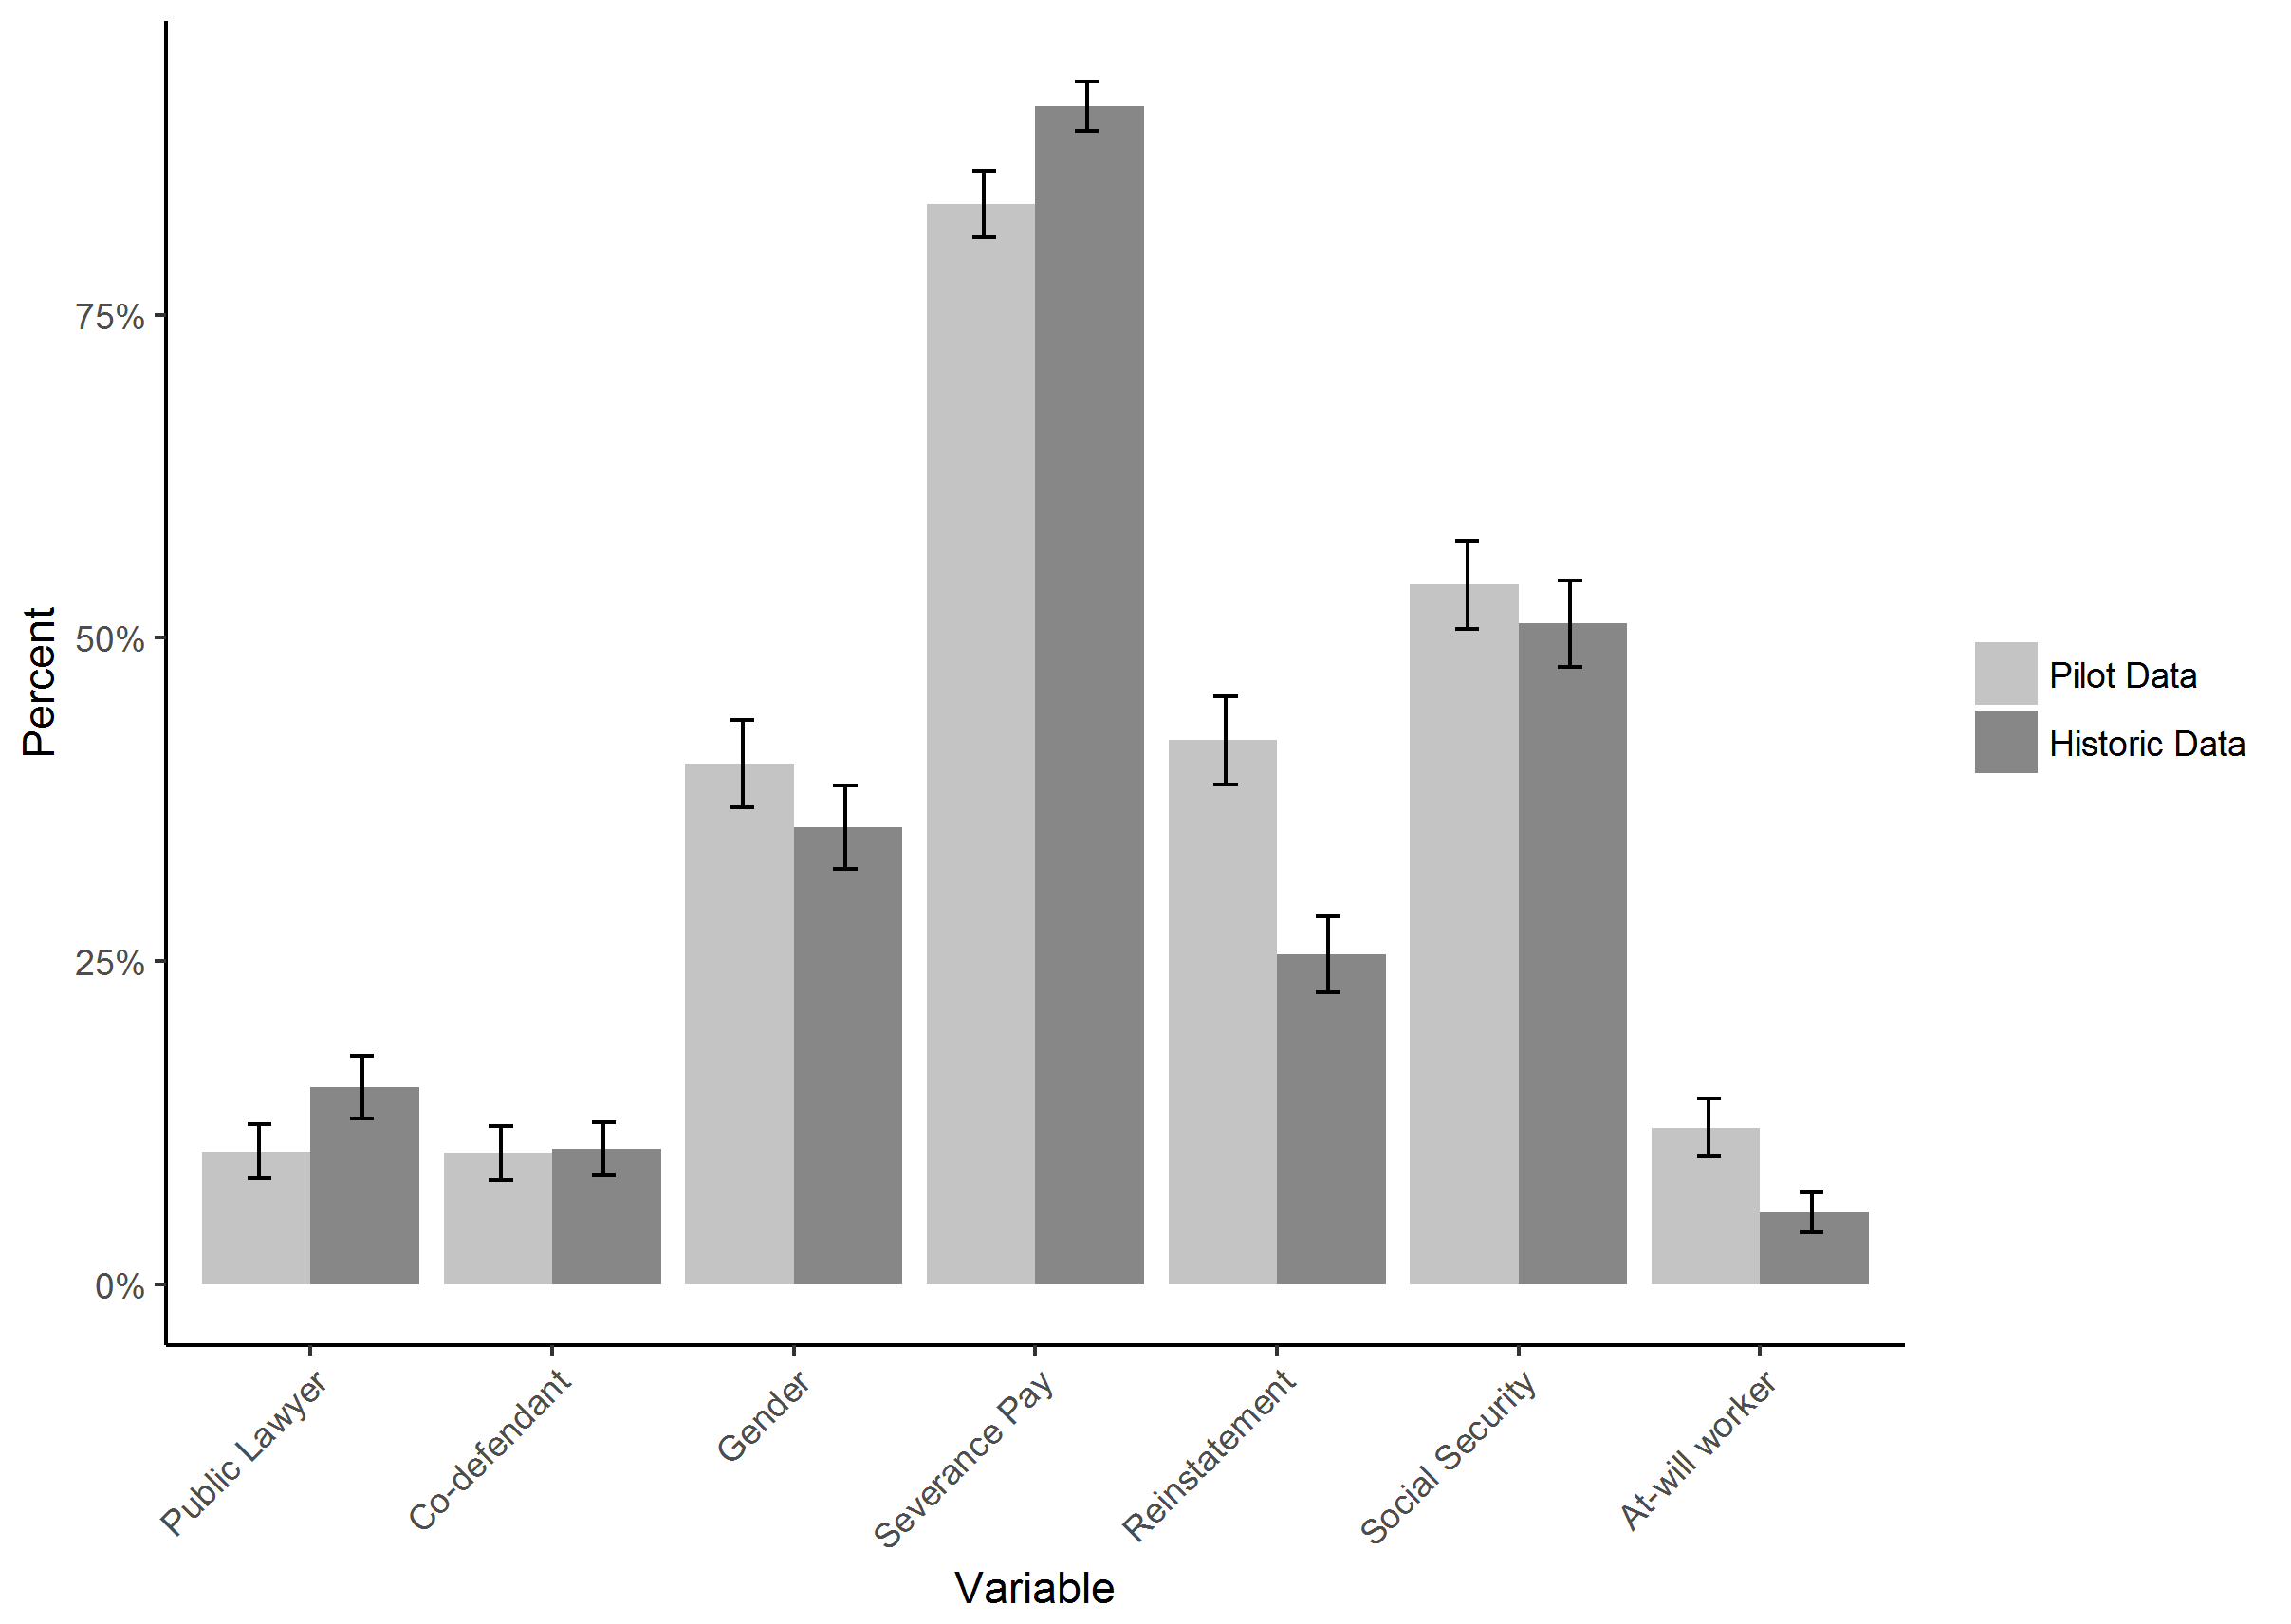 Percent
75%
50%
25%
0%
Public Lawyer
Co-defendant
Gender
Severance Pay
Reinstatement
Social Security
At-will worker
Variable
Pilot Data
Historic Data